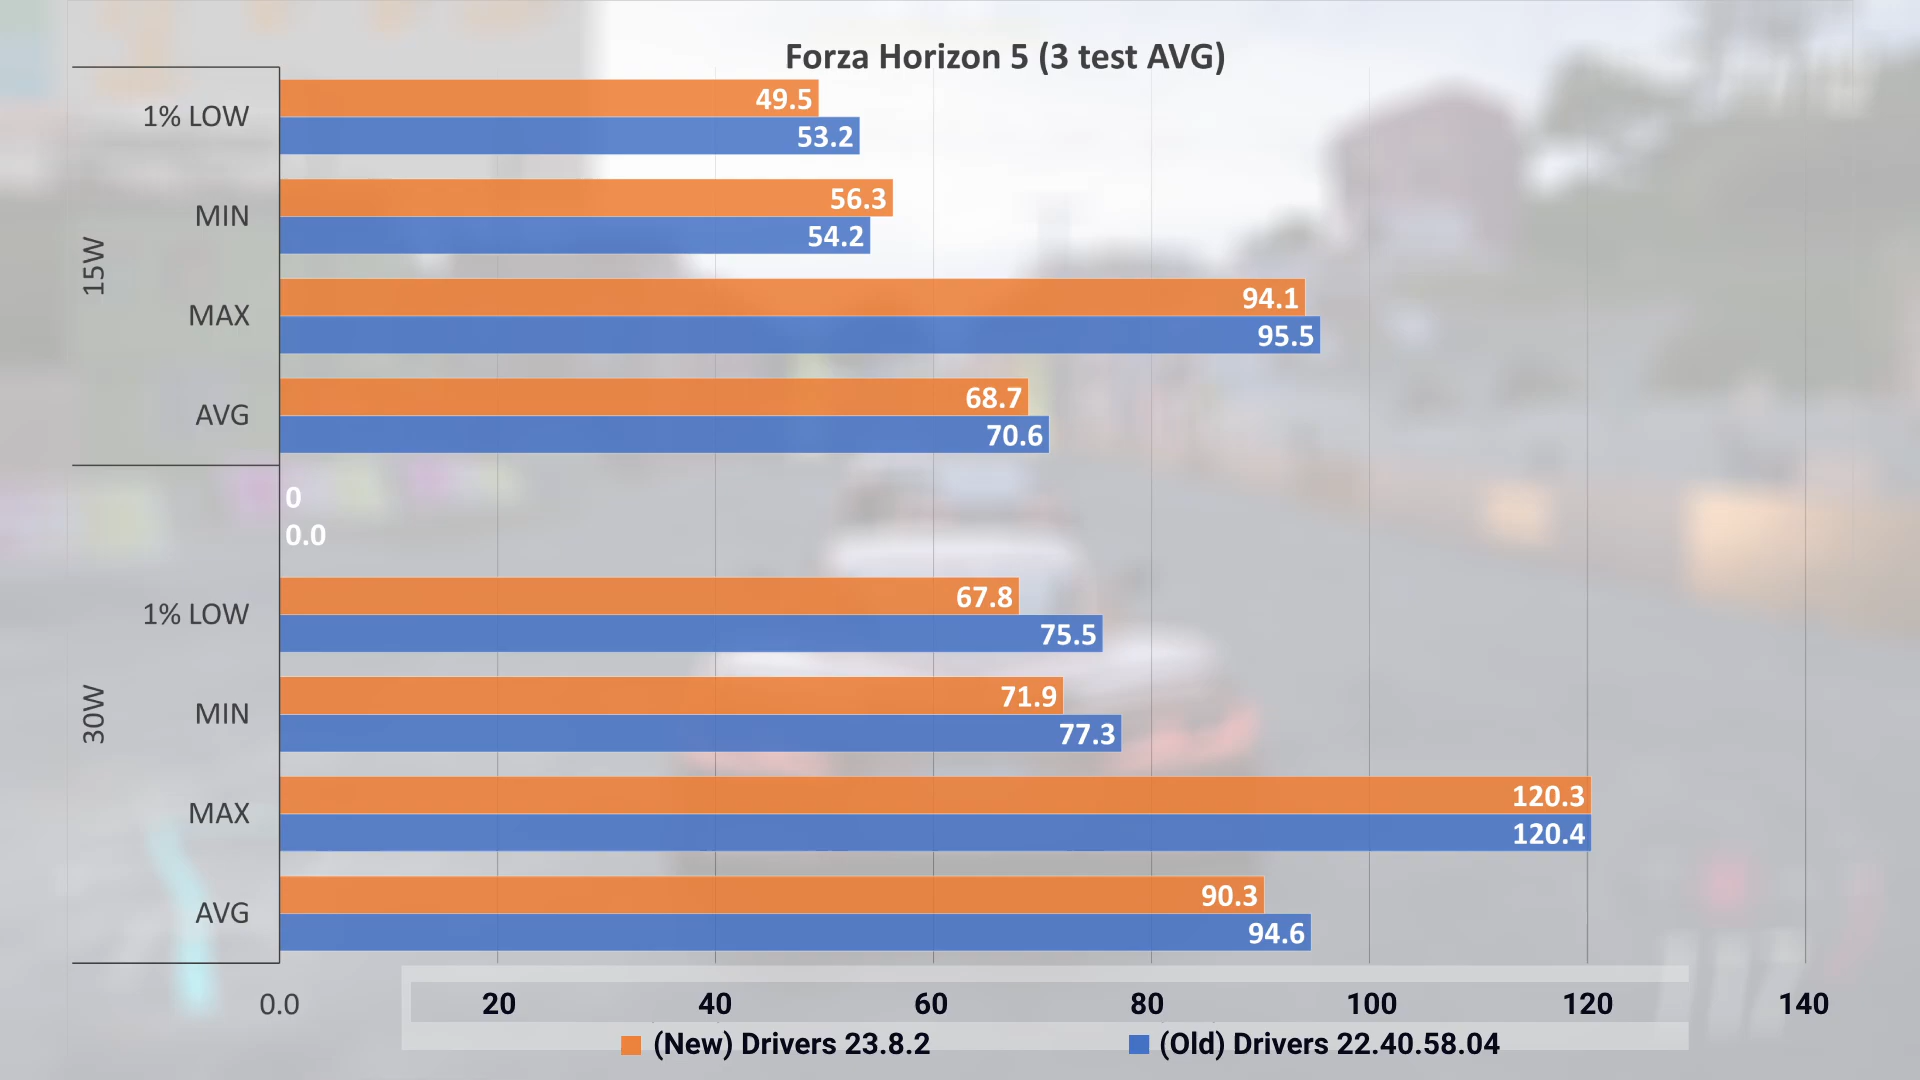 Forza Horizon 5 (3 test AVG)
15W
1% LOW
49.5
53.2
MIN
56.3
54.2
MAX
94.1
95.5
AVG
68.7
70.6
0
0.0
30W
1% LOW
67.8
75.5
MIN
71.9
77.3
MAX
120.3
120.4
AVG
90.3
94.6
0.0 20 40 60 80 100 120 140
(New) Drivers 23.8.2 (Old) Drivers 22.40.58.04